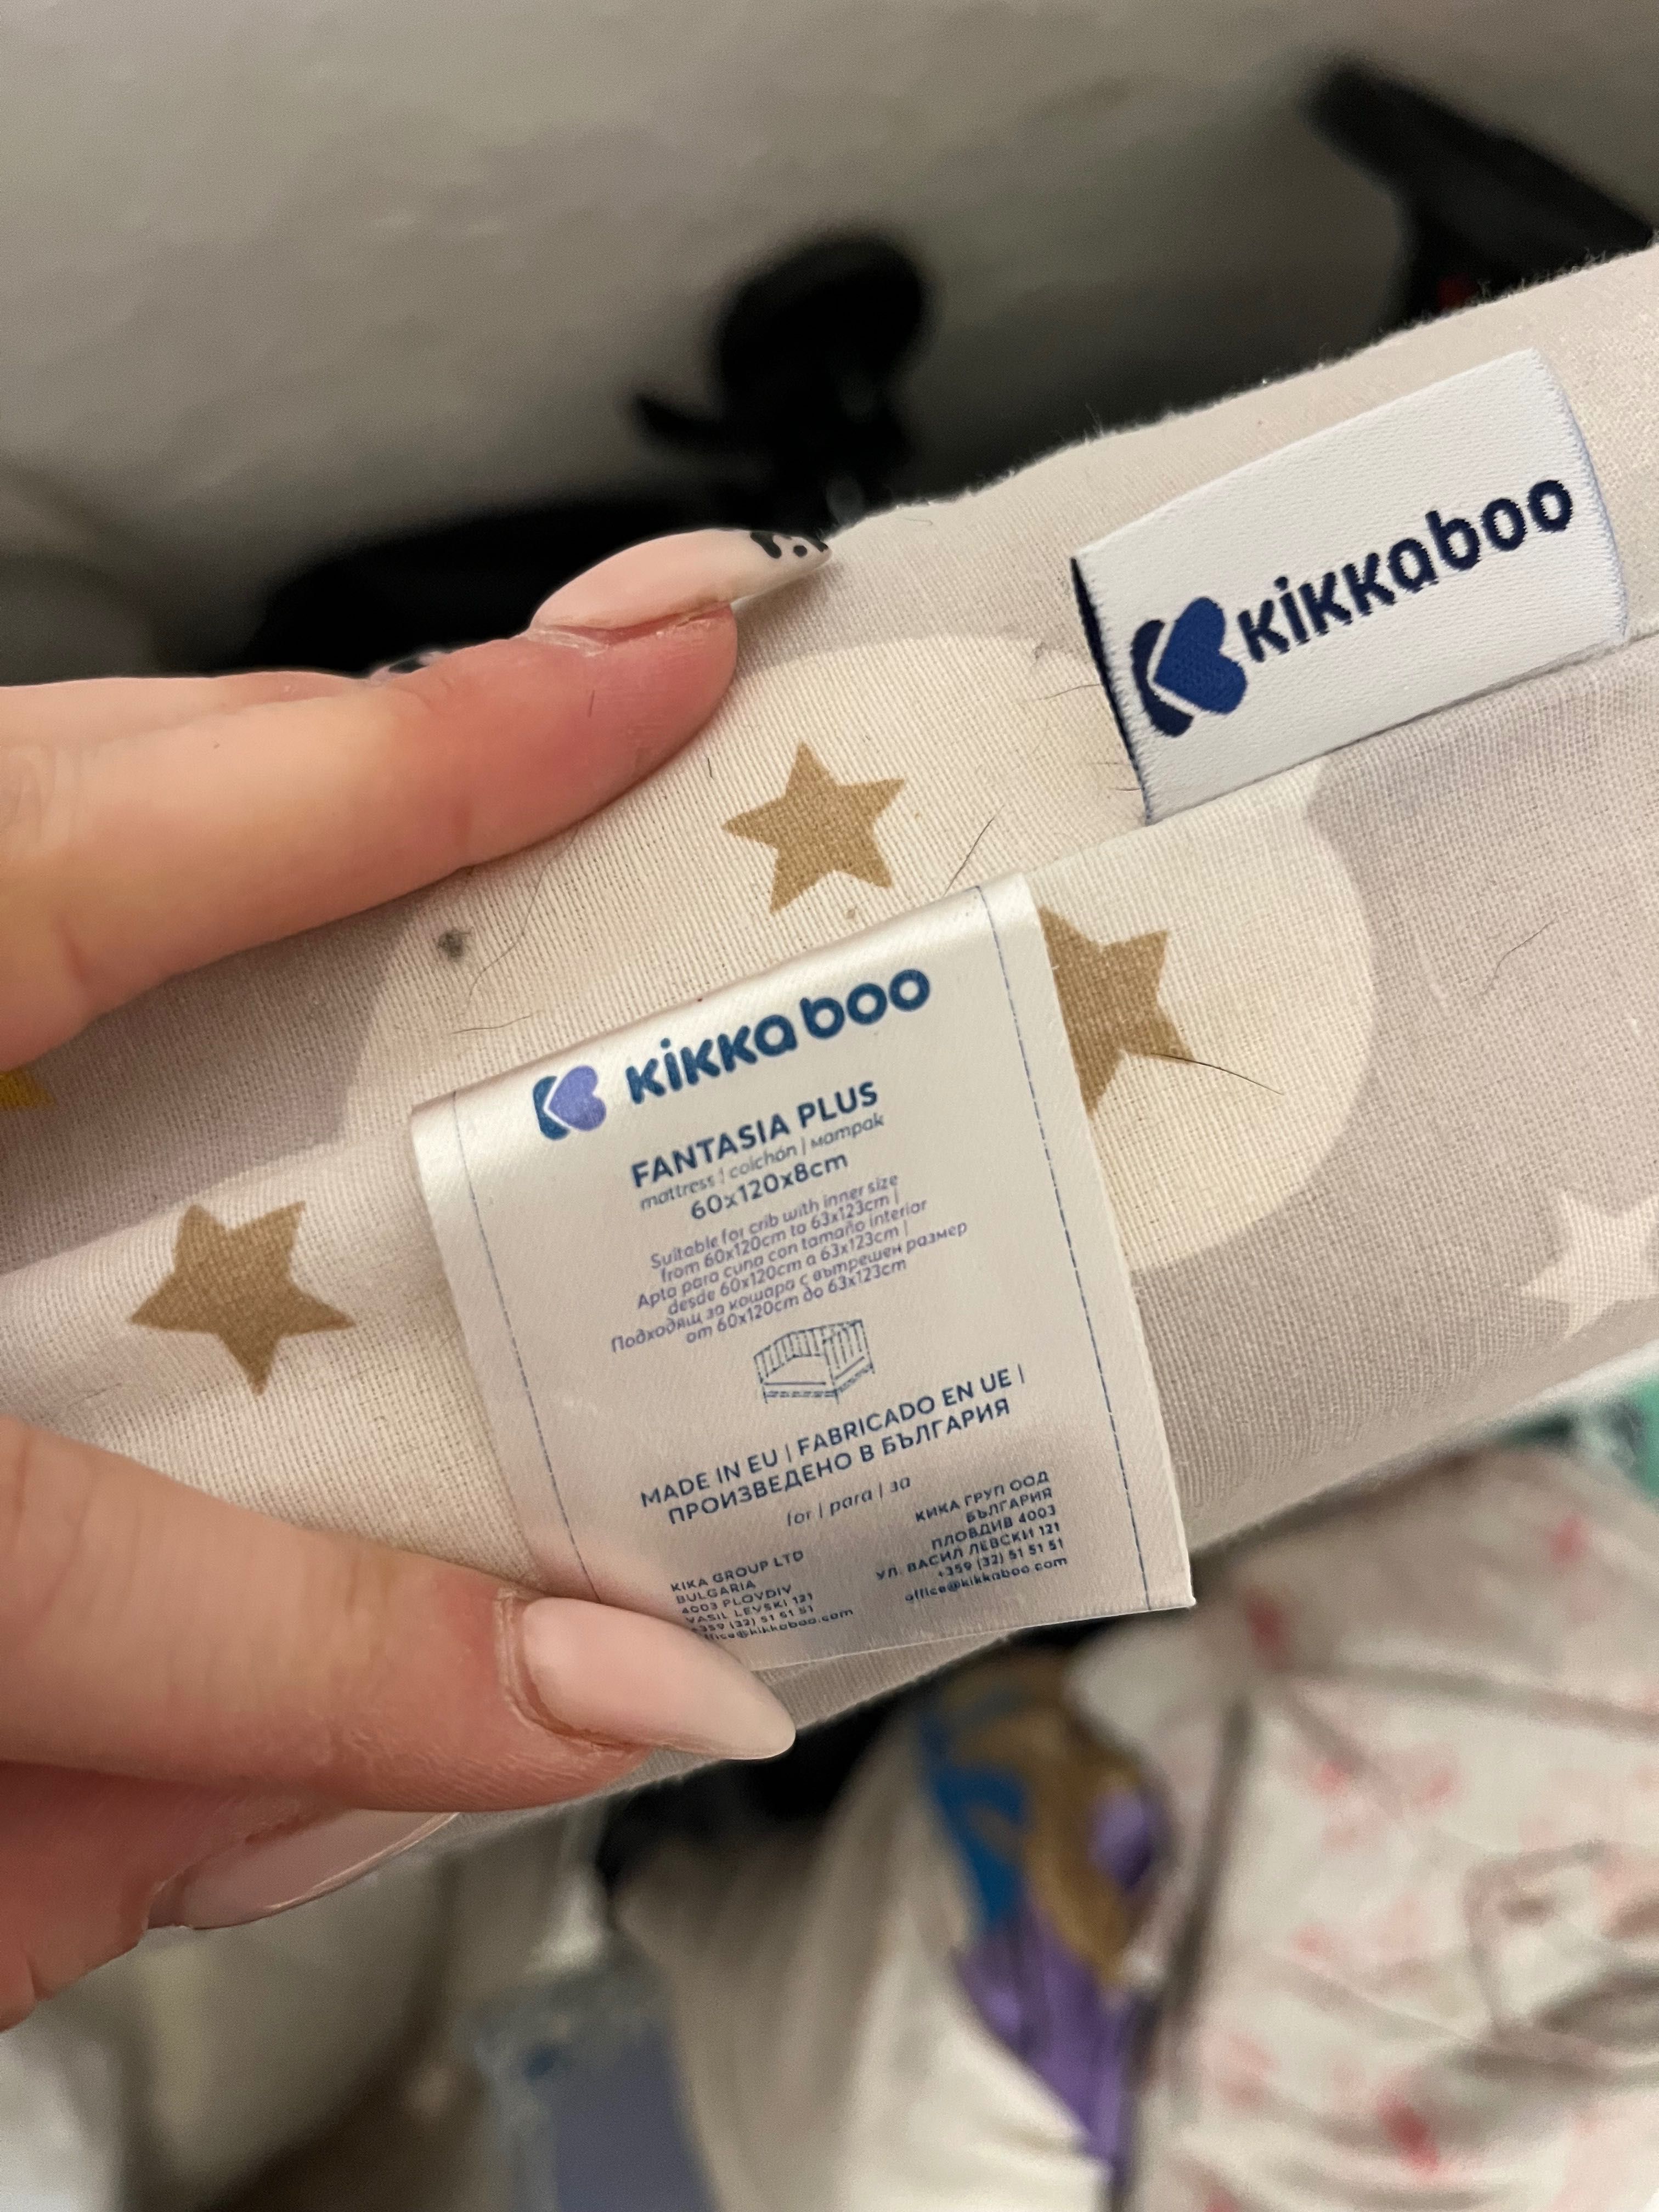 kikkaboo
kikkaboo
FANTASIA PLUS
mattress | colchón | матрак
60x120x8cm
Suitable for crib with inner size
from 60x120cm to 63x123cm |
Apta para cuna con tamaño interior
desde 60x120cm a 63x123cm |
Подходящ за кошара с вътрешен размер
от 60x120cm до 63x123cm
MADE IN EU | FABRICADO EN UE |
ПРОИЗВЕДЕНО В БЪЛГАРИЯ
for | para | за
KIKA GROUP LTD
BULGARIA
4003 PLOVDIV
VASIL LEVSKI 121
+359 (32) 51 51 51
office@kikkaboo.com
КИКА ГРУП ООД
БЪЛГАРИЯ
ПЛОВДИВ 4003
УЛ. ВАСИЛ ЛЕВСКИ 121
+359 (32) 51 51 51
office@kikkaboo.com